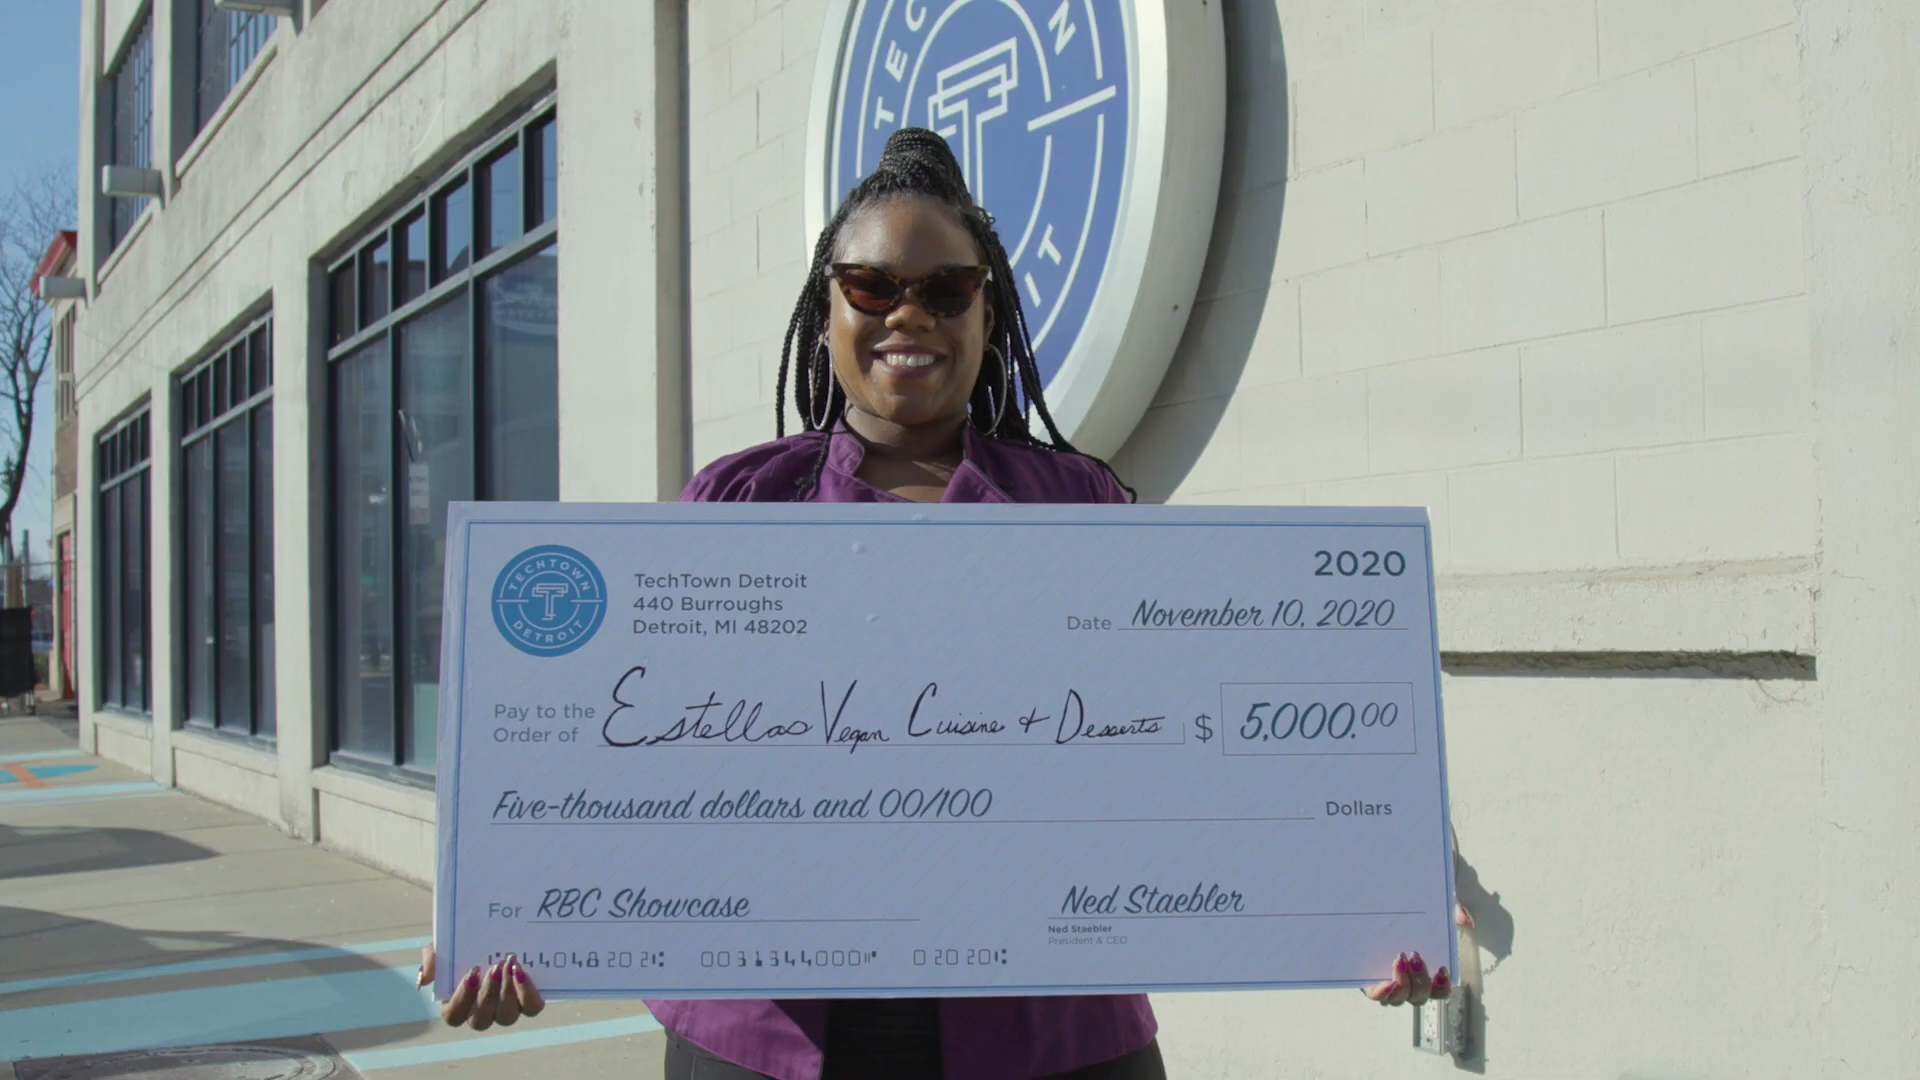 TECHTOWN DETROIT
TechTown Detroit
440 Burroughs
Detroit, MI 48202
2020
Date November 10, 2020
Pay to the
Order of Estellas Vegan Cuisine + Desserts $ 5,000.00
Five-thousand dollars and 00/100 Dollars
For RBC Showcase
Ned Staebler
Ned Staebler
President & CEO